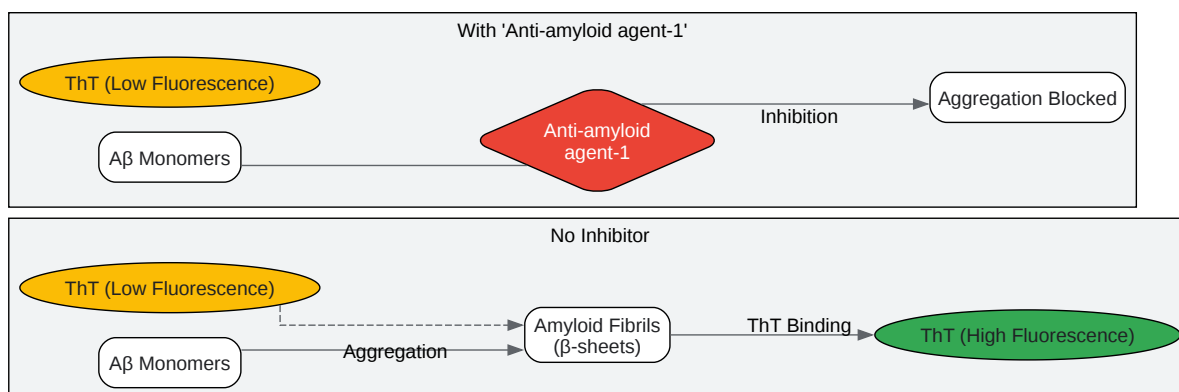 With 'Anti-amyloid agent-1'
ThT (Low Fluorescence)
Aβ Monomers
Anti-amyloid
agent-1
Inhibition
Aggregation Blocked
No Inhibitor
ThT (Low Fluorescence)
Aβ Monomers
Aggregation
Amyloid Fibrils
(β-sheets)
ThT Binding
ThT (High Fluorescence)